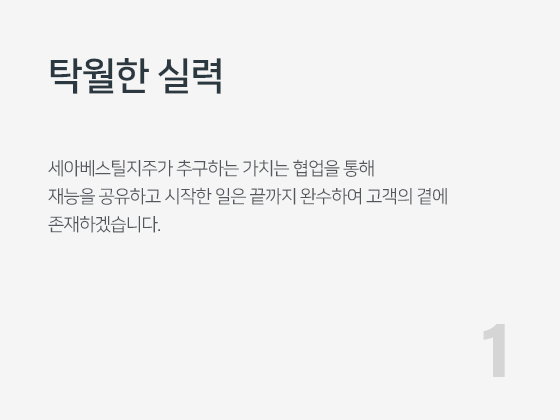 탁월한 실력
세아베스틸지주가 추구하는 가치는 협업을 통해
재능을 공유하고 시작한 일은 끝까지 완수하여 고객의 곁에
존재하겠습니다.
1